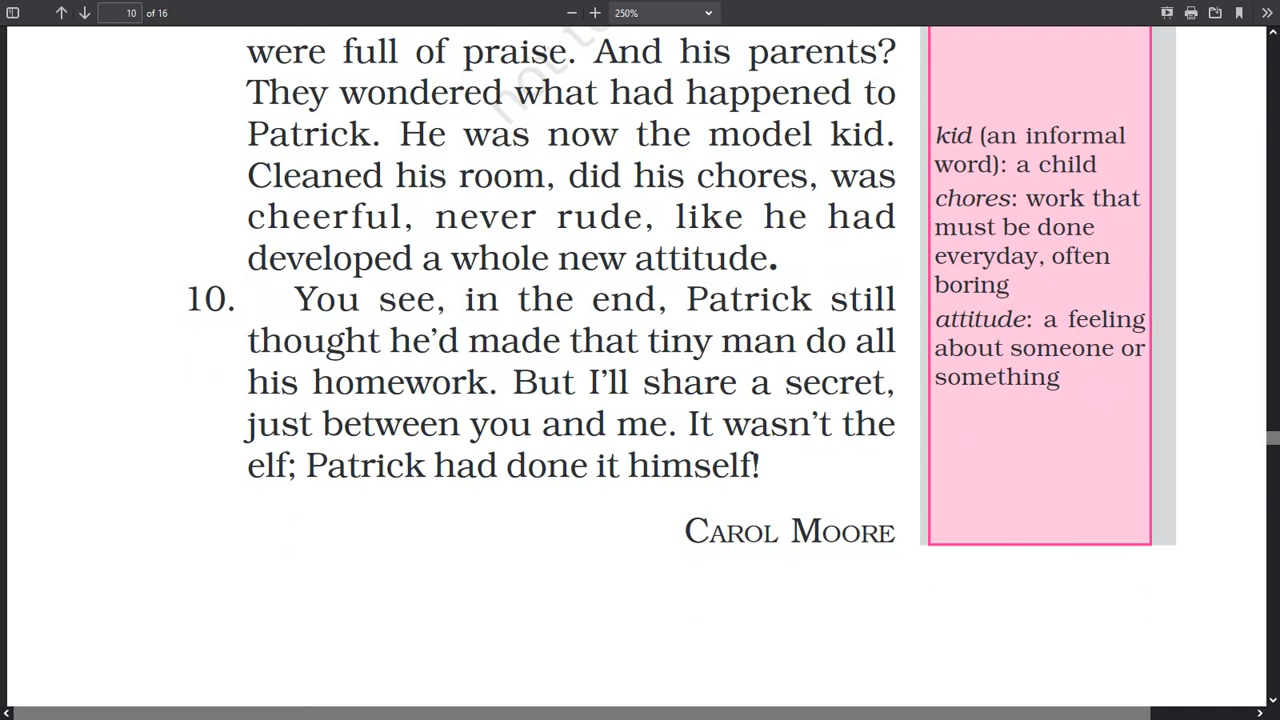 10 of 16
250%
were full of praise. And his parents?
They wondered what had happened to
Patrick. He was now the model kid.
Cleaned his room, did his chores, was
cheerful, never rude, like he had
developed a whole new attitude.
10. You see, in the end, Patrick still
thought he’d made that tiny man do all
his homework. But I’ll share a secret,
just between you and me. It wasn’t the
elf; Patrick had done it himself!
CAROL MOORE
kid (an informal
word): a child
chores: work that
must be done
everyday, often
boring
attitude: a feeling
about someone or
something
not